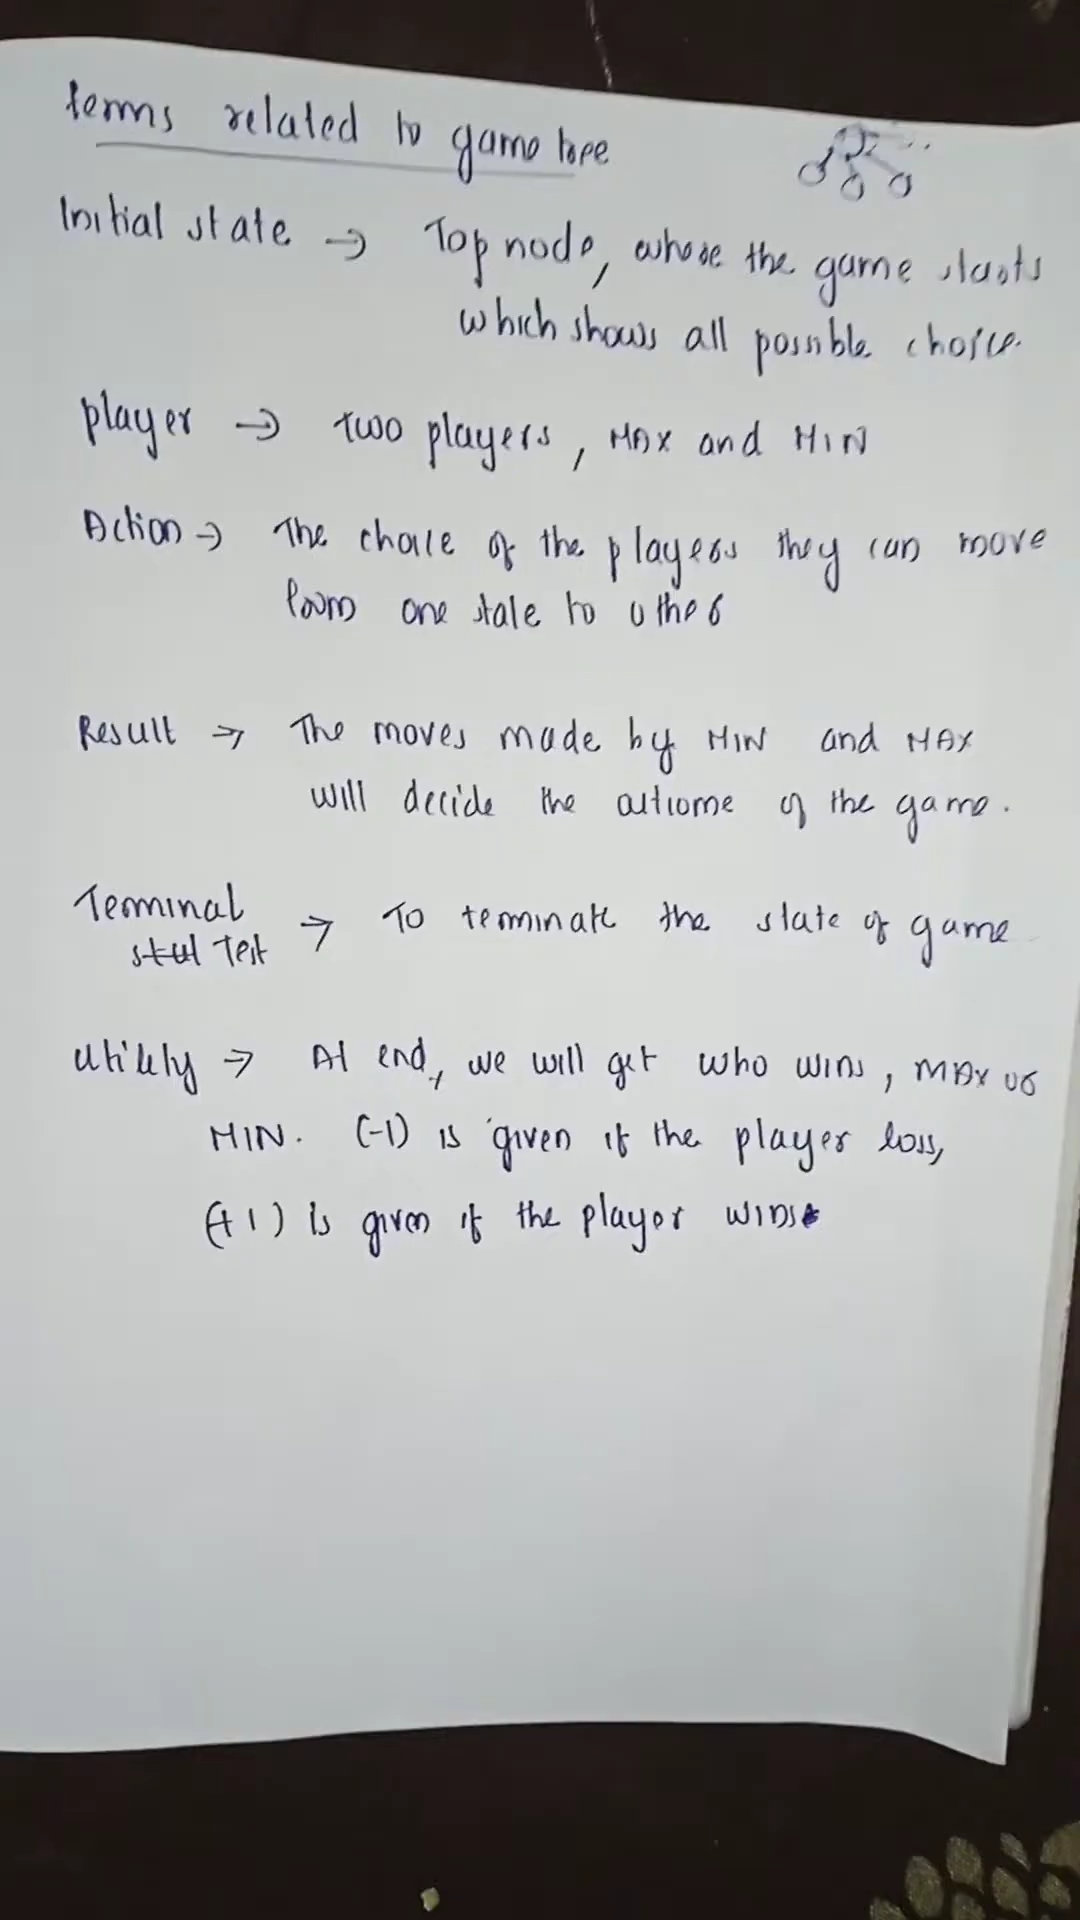 terms related to game tree
Initial state → Top node, where the game starts
which shows all possible choice.
player → two players, MAX and MIN
Action → The choice of the players they can move
from one state to other
Result → The moves made by MIN and MAX
will decide the outcome of the game.
Terminal
Test → To terminate the state of game
Utility → At end, we will get who wins, MAX or
MIN. (-1) is given if the player loss,
(+1) is given if the player wins